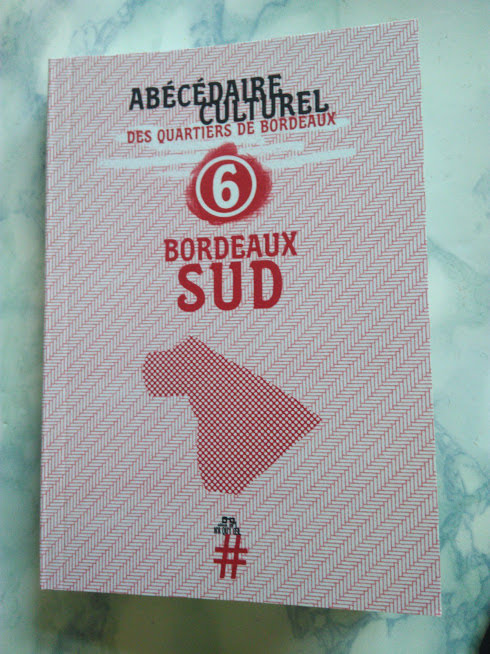 ABÉCÉDAIRE
CULTUREL
DES QUARTIERS DE BORDEAUX
6
BORDEAUX
SUD
#